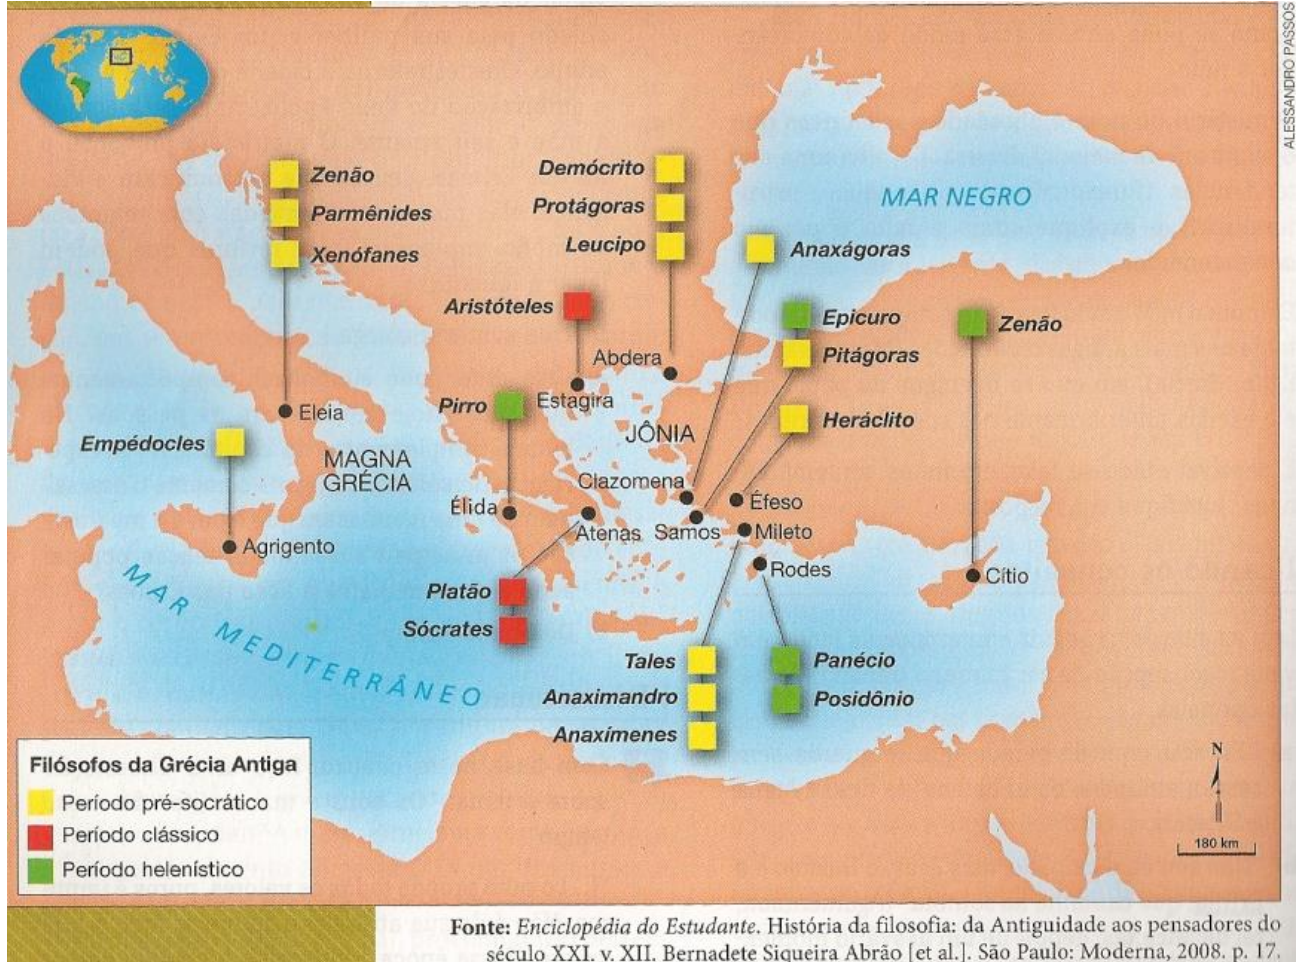 ALESSANDRO PASSOS
Zenão
Parmênides
Xenófanes
Demócrito
Protágoras
Leucipo
MAR NEGRO
Anaxágoras
Aristóteles
Epicuro
Pitágoras
Zenão
Abdera
Estagira
Pirro
Eleia
Heráclito
Empédocles
JÔNIA
MAGNA
GRÉCIA
Clazomena
Élida
Éfeso
Atenas
Samos
Mileto
Agrigento
Rodes
Cítio
Platão
Sócrates
MAR MEDITERRÂNEO
Tales
Anaximandro
Anaxímenes
Panécio
Posidônio
Filósofos da Grécia Antiga
Período pré-socrático
Período clássico
Período helenístico
N
180 km
Fonte: Enciclopédia do Estudante. História da filosofia: da Antiguidade aos pensadores do
século XXI. v. XII. Bernadete Siqueira Abrão [et al.]. São Paulo: Moderna, 2008. p. 17.